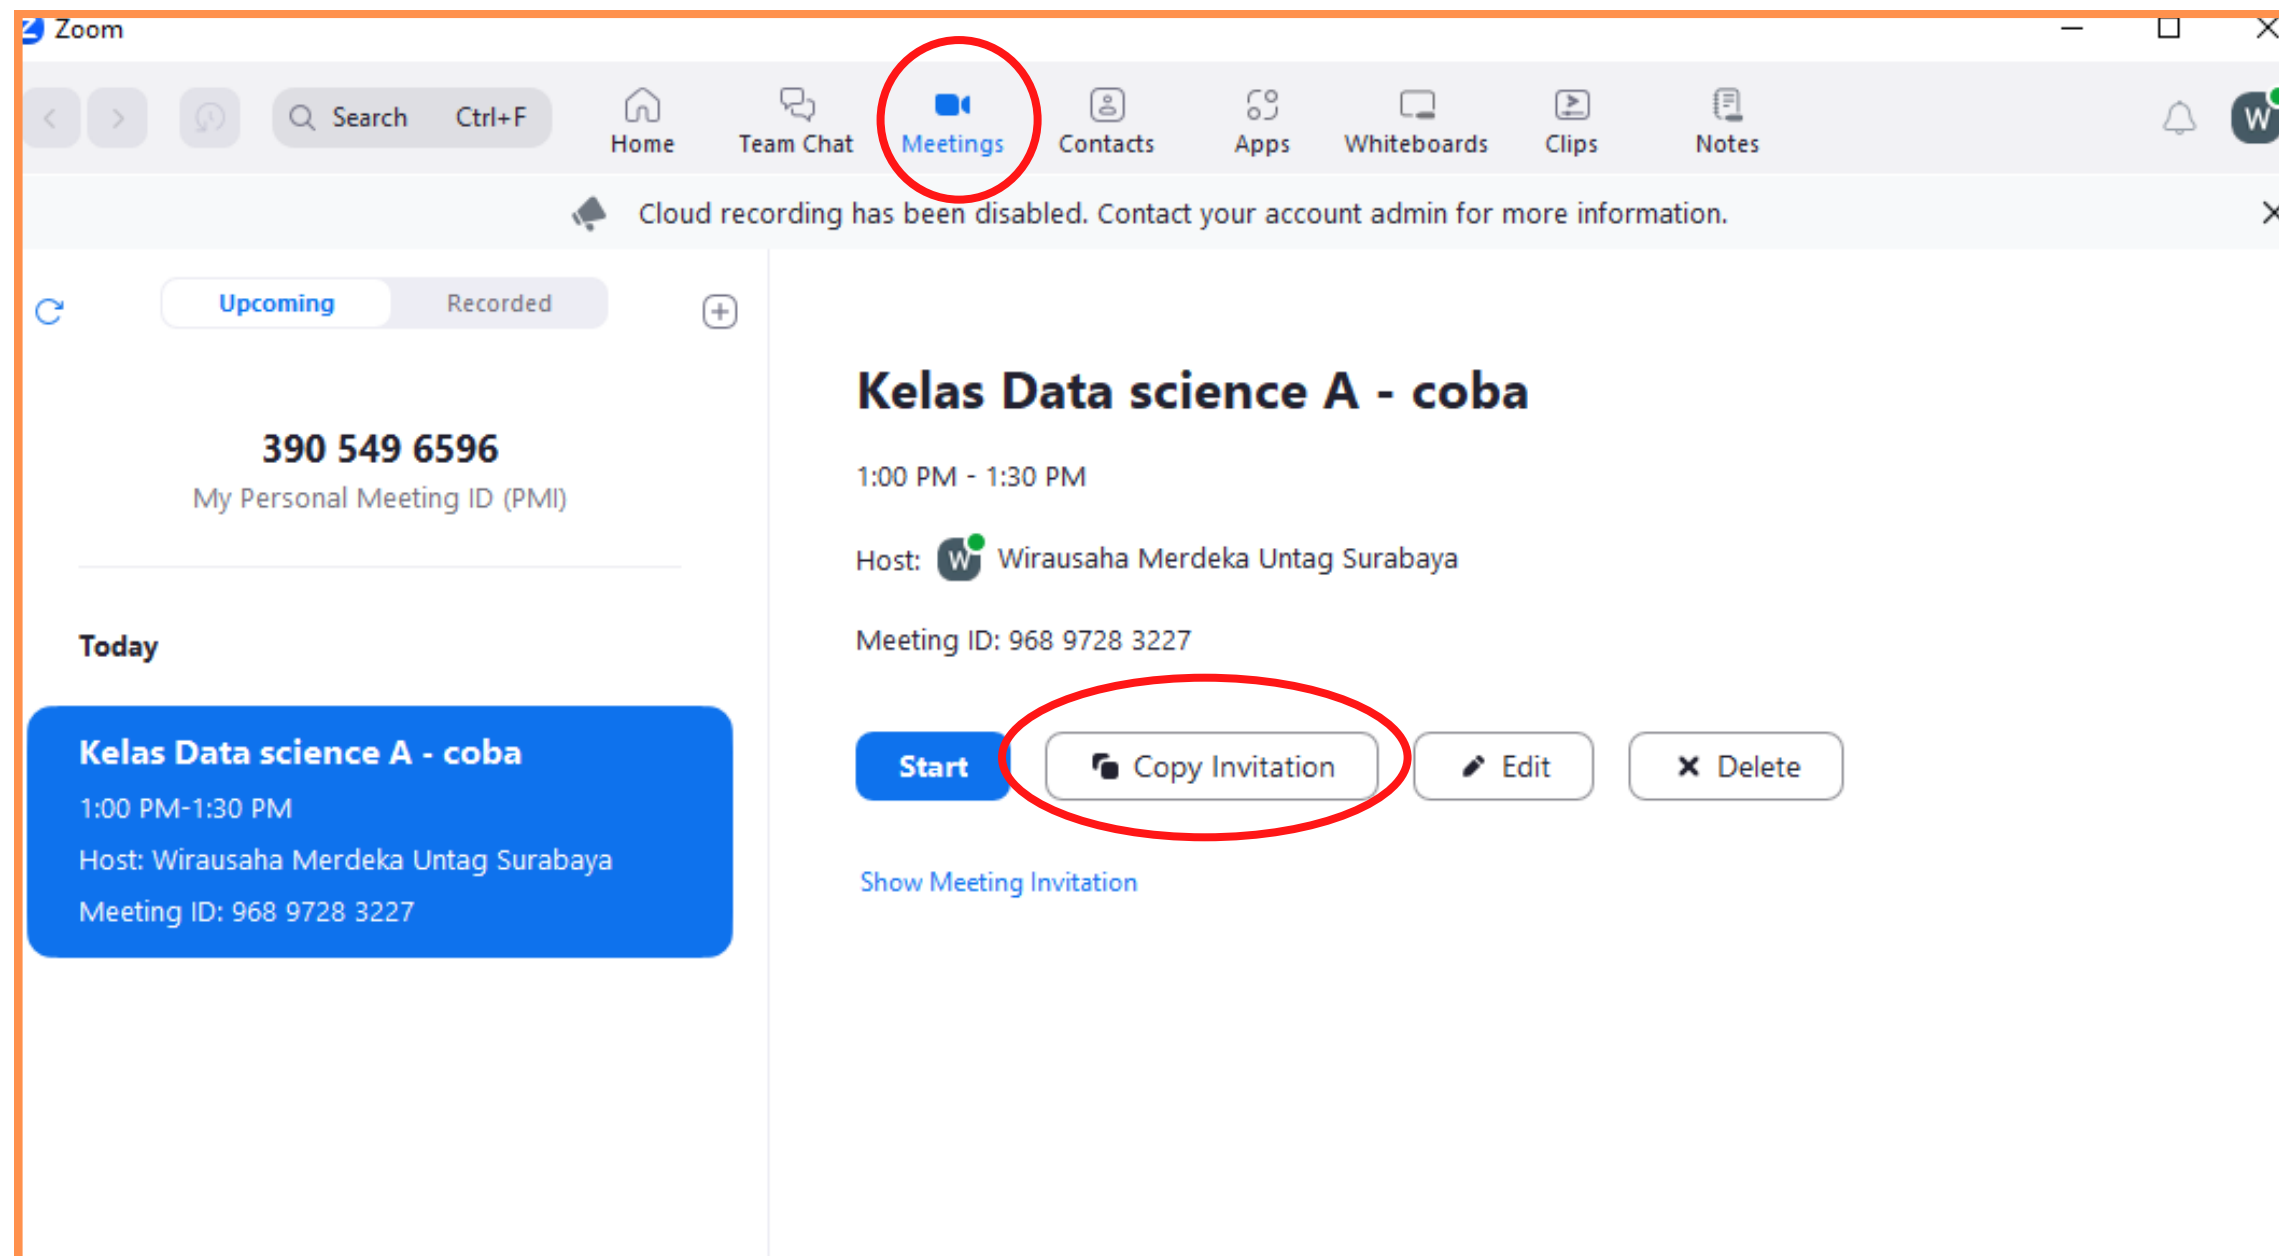 Zoom
Search Ctrl+F
Home
Team Chat
Meetings
Contacts
Apps
Whiteboards
Clips
Notes
W
Cloud recording has been disabled. Contact your account admin for more information.
Upcoming
Recorded
390 549 6596
My Personal Meeting ID (PMI)
Today
Kelas Data science A - coba
1:00 PM-1:30 PM
Host: Wirausaha Merdeka Untag Surabaya
Meeting ID: 968 9728 3227
Kelas Data science A - coba
1:00 PM - 1:30 PM
Host: W Wirausaha Merdeka Untag Surabaya
Meeting ID: 968 9728 3227
Start
Copy Invitation
Edit
Delete
Show Meeting Invitation